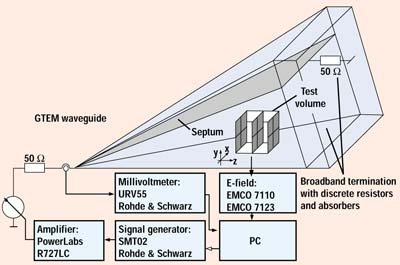 50 Ω
Test
volume
GTEM waveguide
Septum
y x
z
50 Ω
Broadband termination
with discrete resistors
and absorbers
Millivoltmeter:
URV55
Rohde & Schwarz
E-field:
EMCO 7110
EMCO 7123
Amplifier:
PowerLabs
R727LC
Signal generator:
SMT02
Rohde & Schwarz
PC